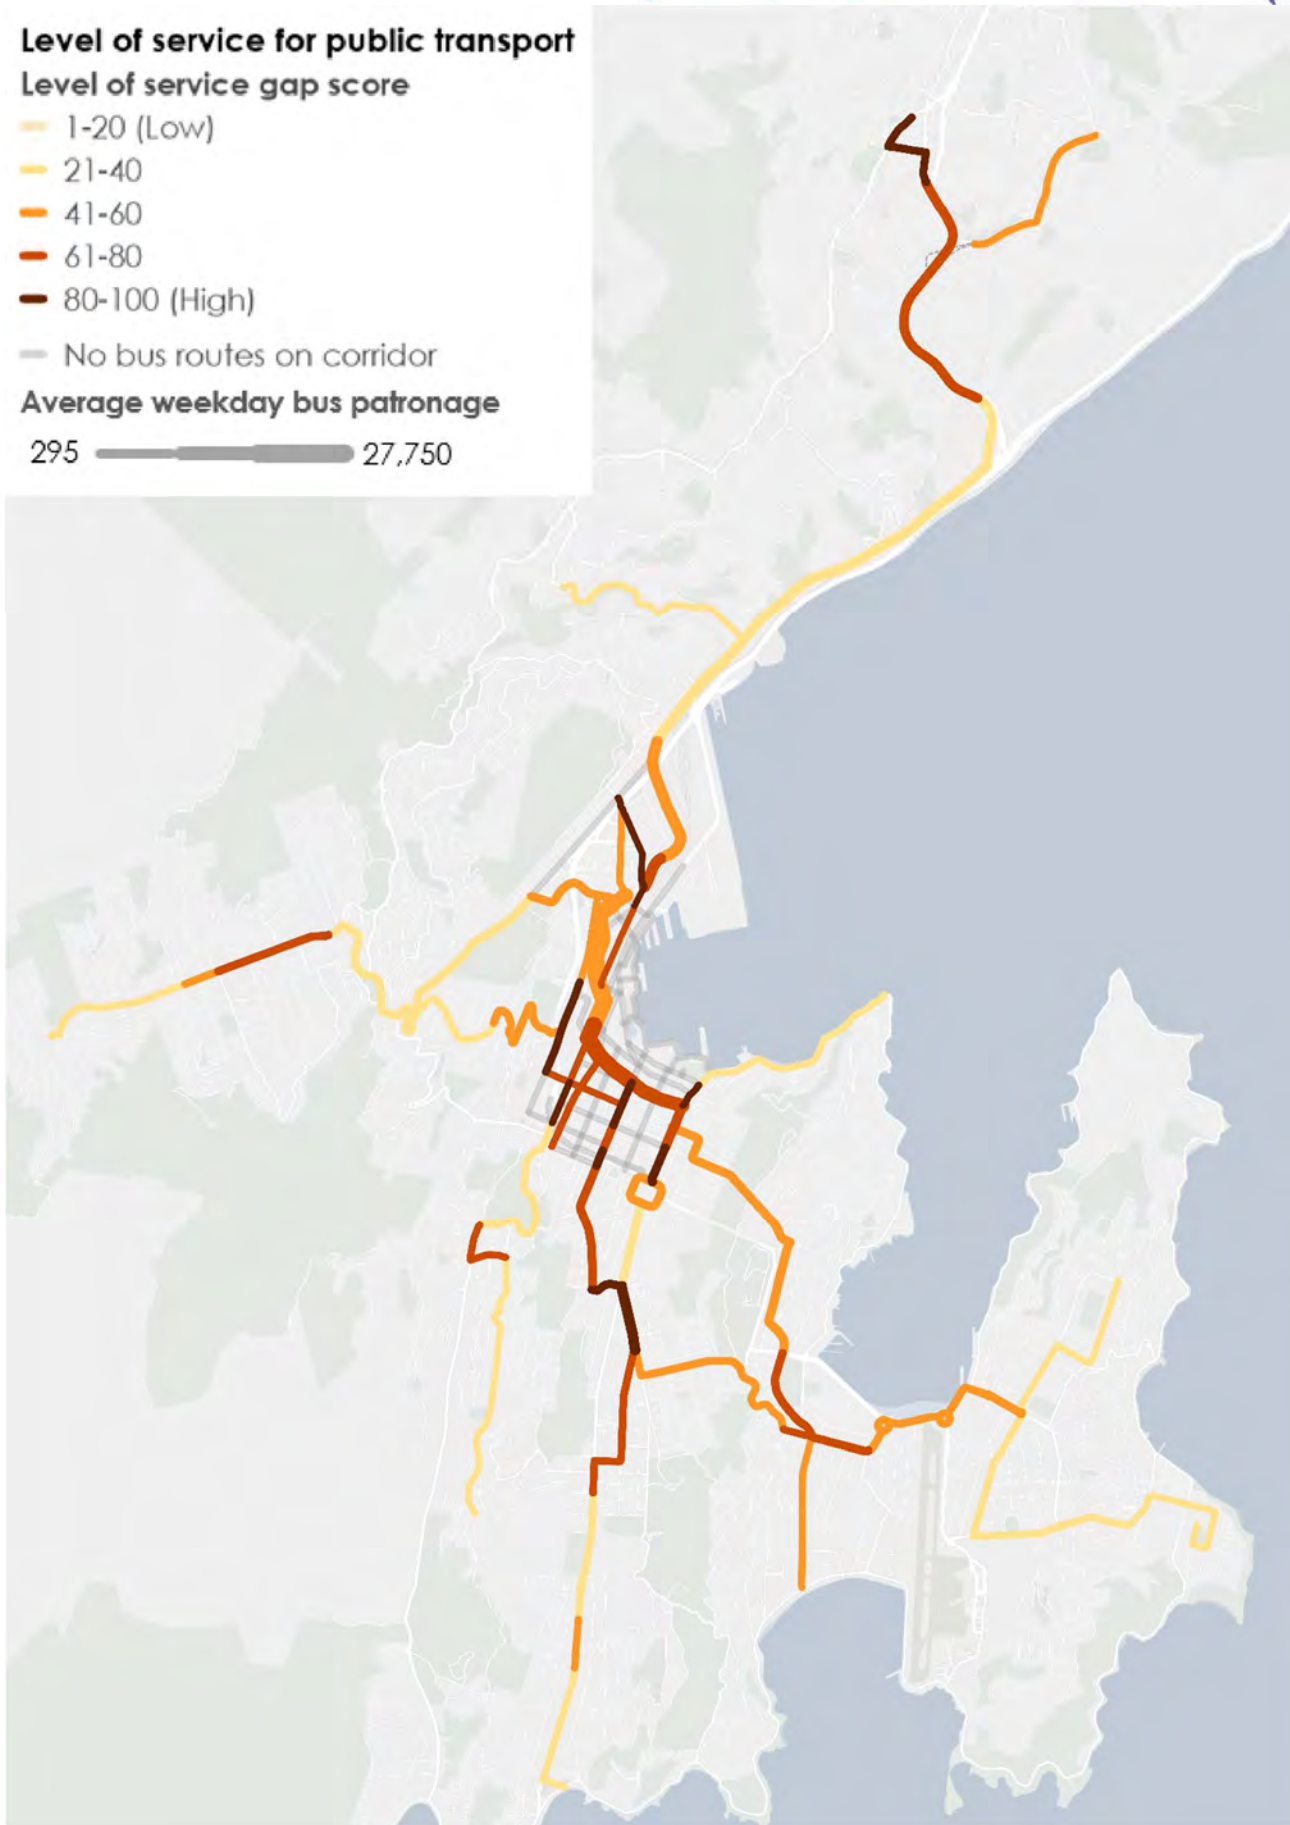 Level of service for public transport
Level of service gap score
1-20 (Low)
21-40
41-60
61-80
80-100 (High)
No bus routes on corridor
Average weekday bus patronage
295 27,750